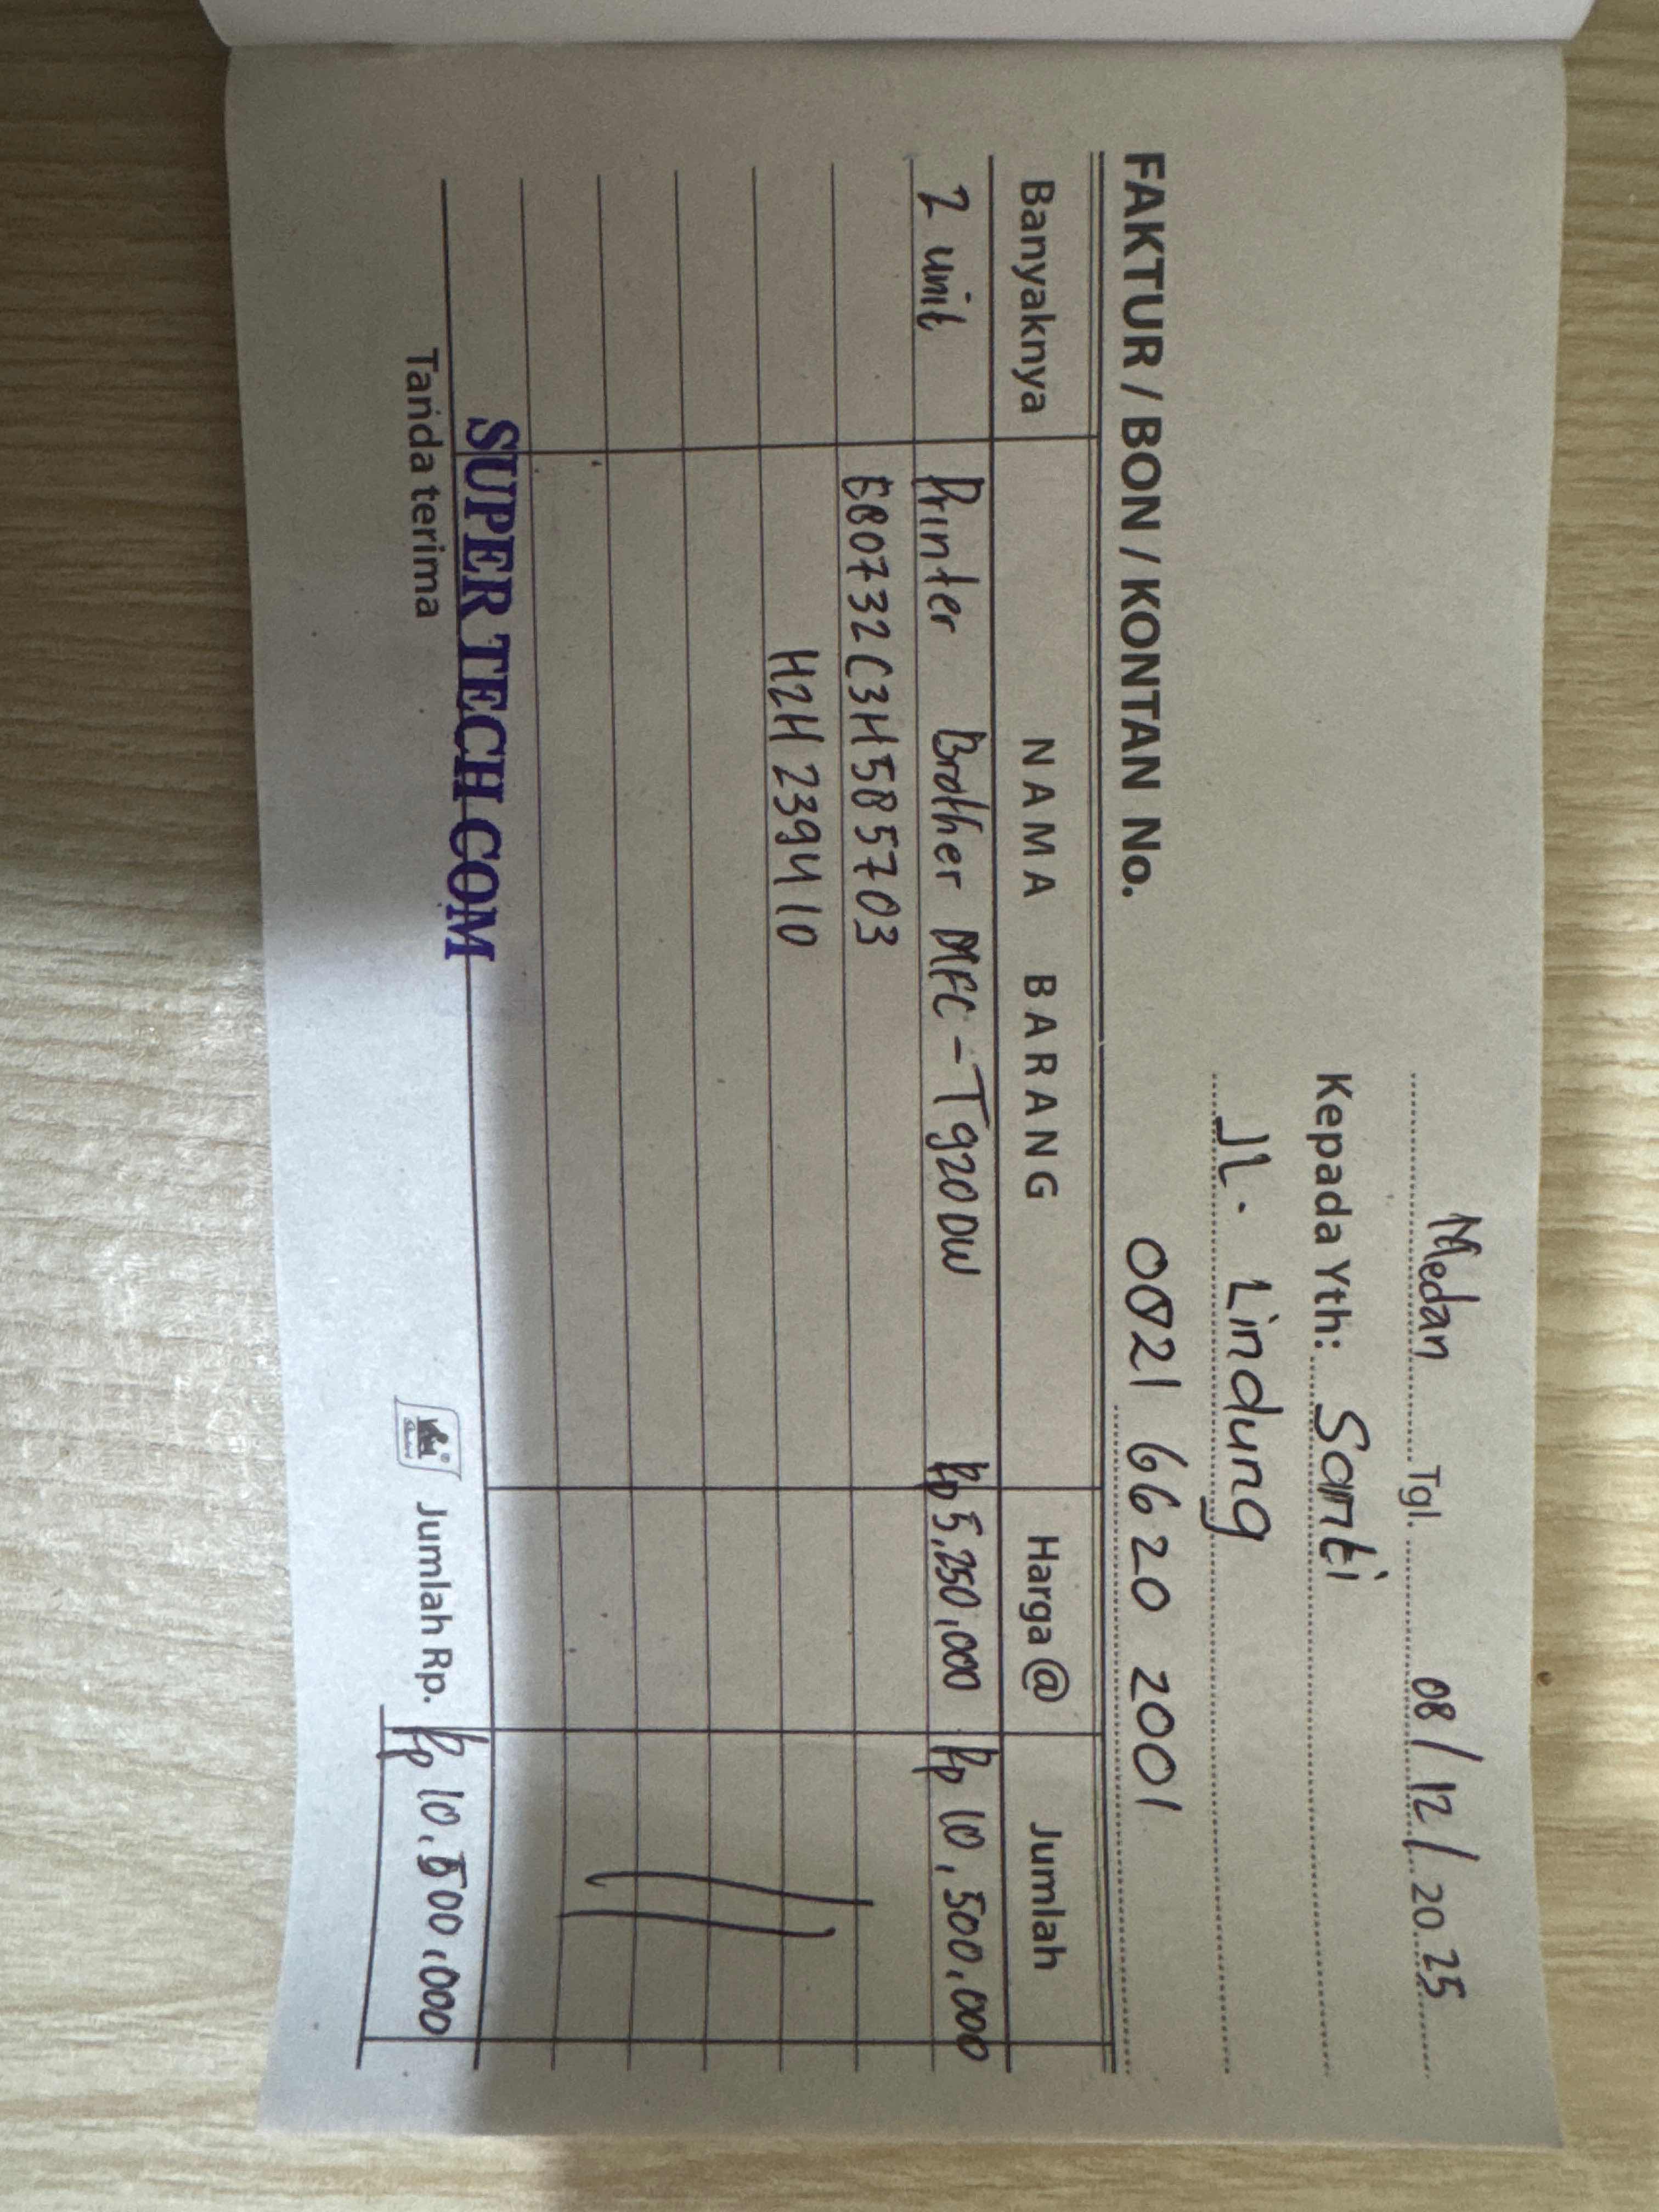 Medan Tgl. 08/12/2025
Kepada Yth: Santi
JL. Lindung
FAKTUR / BON / KONTAN No. 0021 6620 2001
Banyaknya NAMA BARANG Harga @ Jumlah
2 unit Printer Brother MFC-T920DW Rp 5,250,000 Rp 10,500,000
E80732C3H585703
H2H239410
SUPER TECH COM
Tanda terima Jumlah Rp. Rp 10.500,000